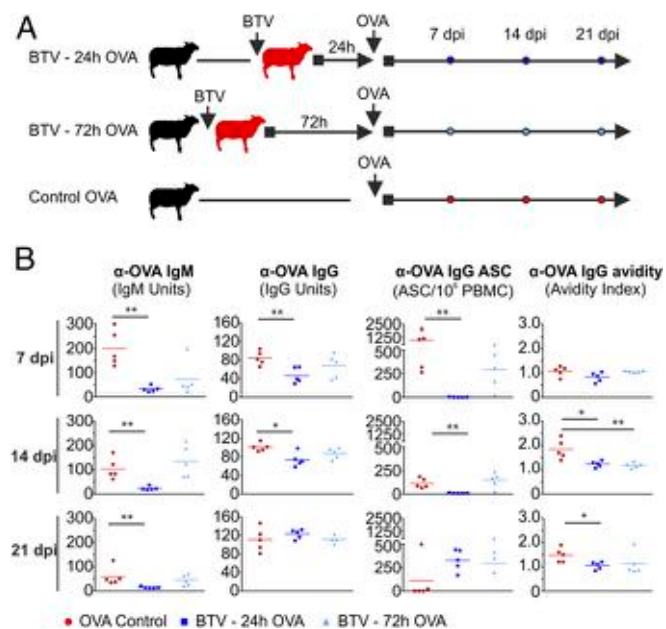 A
BTV OVA
BTV - 24h OVA 24h 7 dpi 14 dpi 21 dpi
BTV OVA
BTV - 72h OVA 72h
OVA
Control OVA
B
α-OVA IgM α-OVA IgG α-OVA IgG ASC α-OVA IgG avidity
(IgM Units) (IgG Units) (ASC/10⁶ PBMC) (Avidity Index)
7 dpi
300 200 100 0 **
160 120 80 40 0 **
2500 1250 500 250 0 **
3.0 2.0 1.0 0
14 dpi
300 200 100 0 **
160 120 80 40 0 *
2500 1250 500 250 0 **
3.0 2.0 1.0 0 * **
21 dpi
300 200 100 0 **
160 120 80 40 0
2500 1250 500 250 0
3.0 2.0 1.0 0 *
OVA Control BTV - 24h OVA BTV - 72h OVA